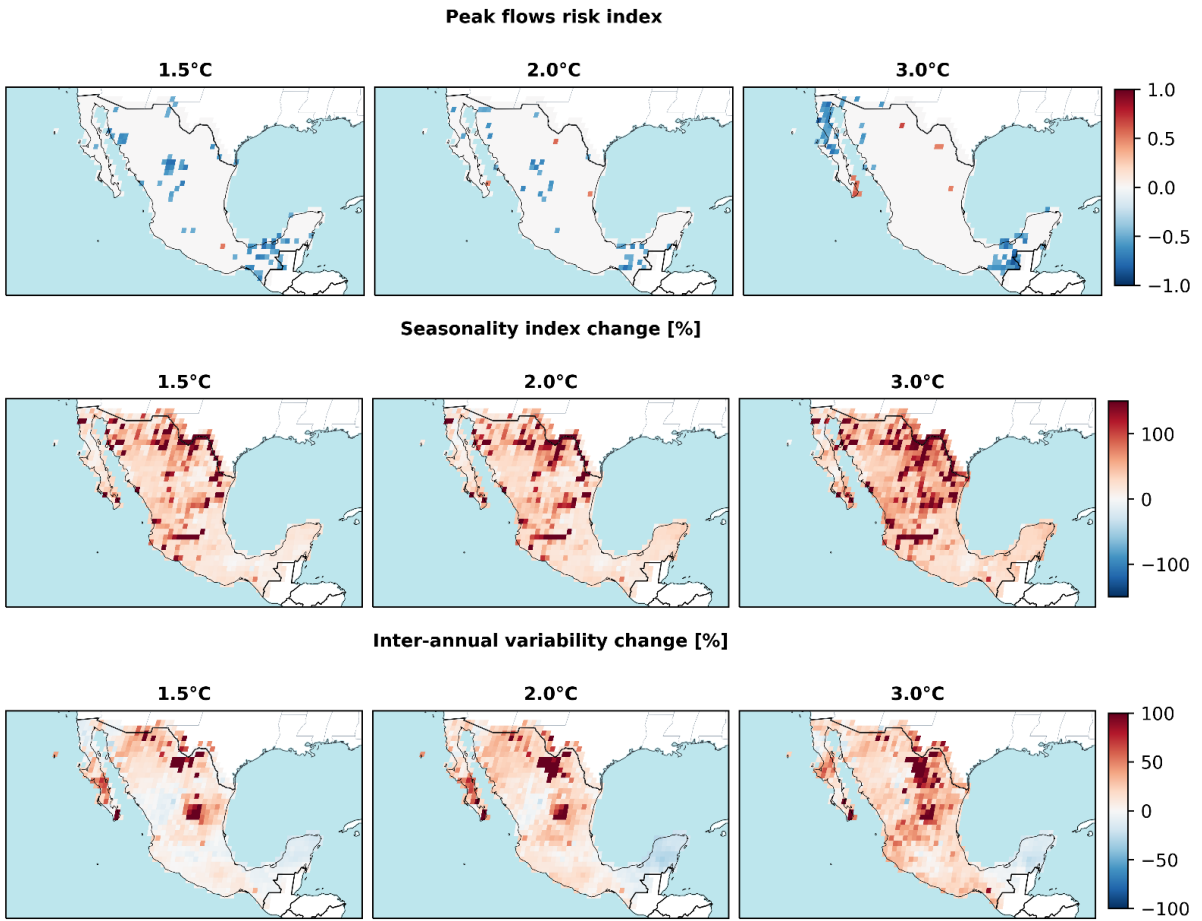 Peak flows risk index
1.5°C
2.0°C
3.0°C
1.0
0.5
0.0
−0.5
−1.0
Seasonality index change [%]
1.5°C
2.0°C
3.0°C
100
0
−100
Inter-annual variability change [%]
1.5°C
2.0°C
3.0°C
100
50
0
−50
−100